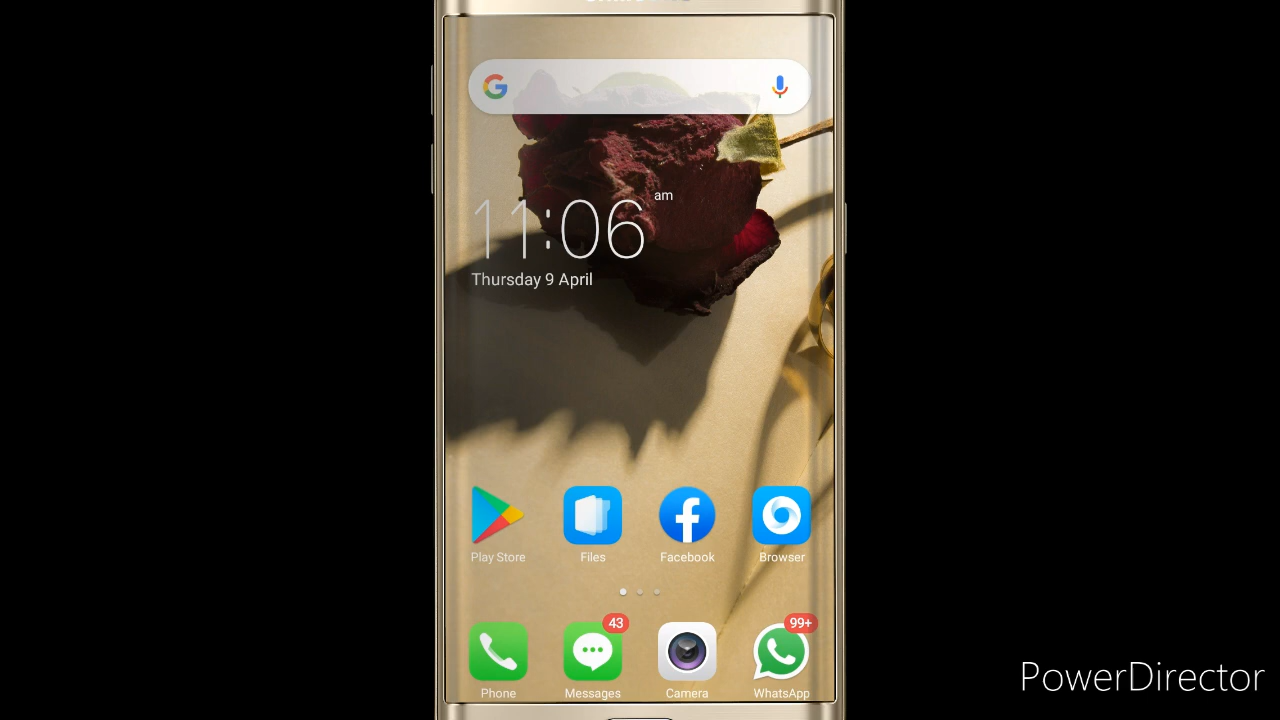 11:06 am
Thursday 9 April
Play Store Files Facebook Browser
43 99+
Phone Messages Camera WhatsApp
PowerDirector